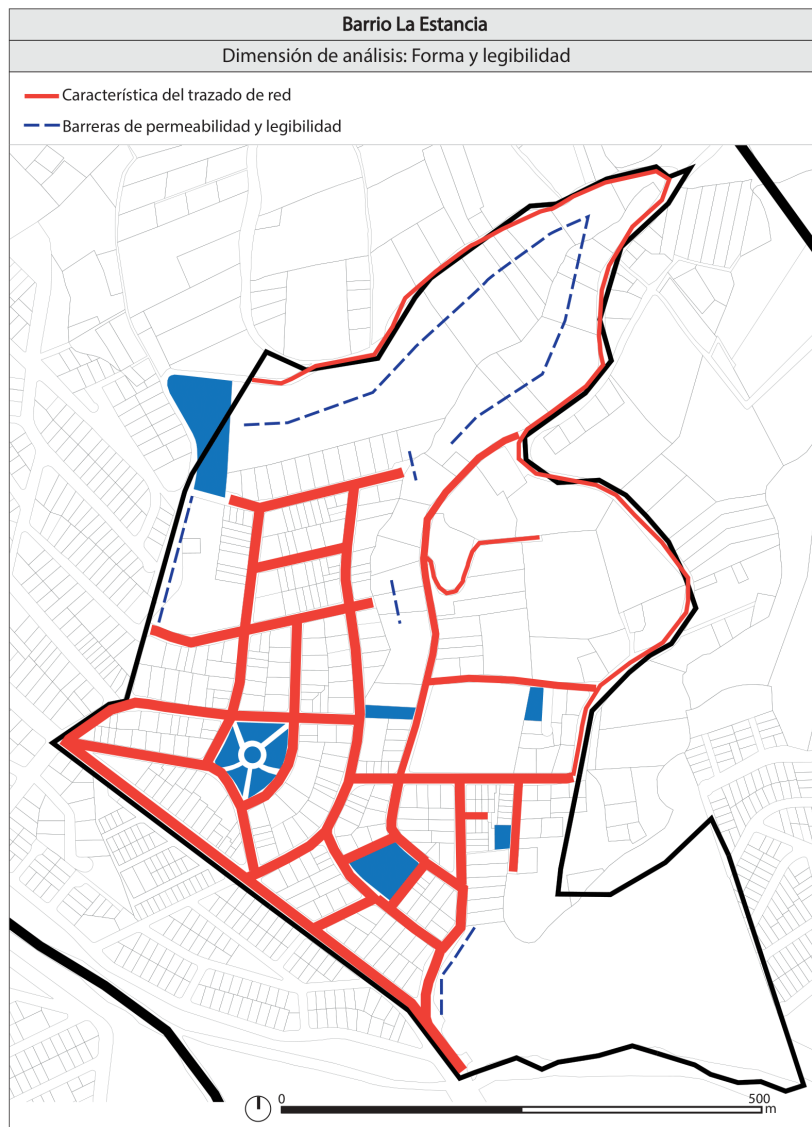 Barrio La Estancia
Dimensión de análisis: Forma y legibilidad
Característica del trazado de red
Barreras de permeabilidad y legibilidad
0
500
m